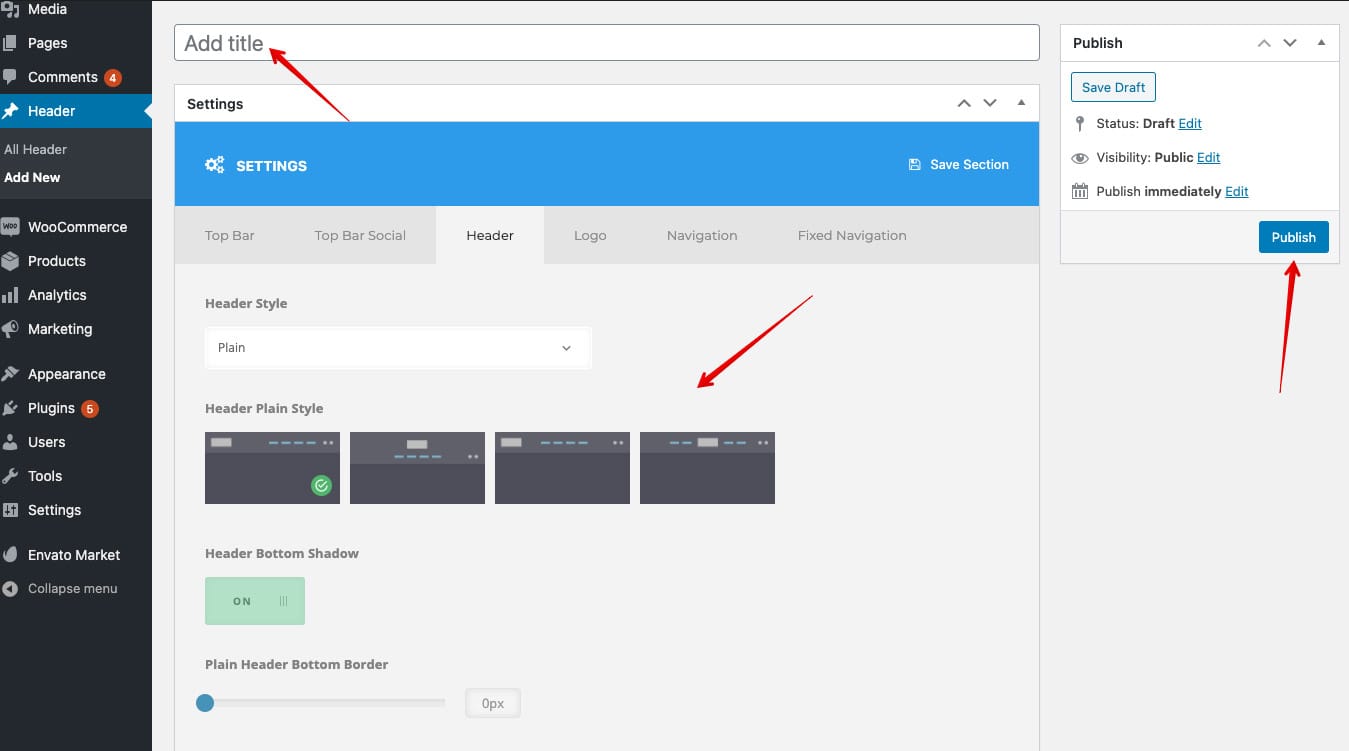 Media
Pages
Comments 4
Header
All Header
Add New
WOO WooCommerce
Products
Analytics
Marketing
Appearance
Plugins 5
Users
Tools
Settings
Envato Market
Collapse menu
Add title
Settings
SETTINGS
Save Section
Top Bar
Top Bar Social
Header
Logo
Navigation
Fixed Navigation
Header Style
Plain
Header Plain Style
Header Bottom Shadow
ON
Plain Header Bottom Border
0px
Publish
Save Draft
Status: Draft Edit
Visibility: Public Edit
Publish immediately Edit
Publish